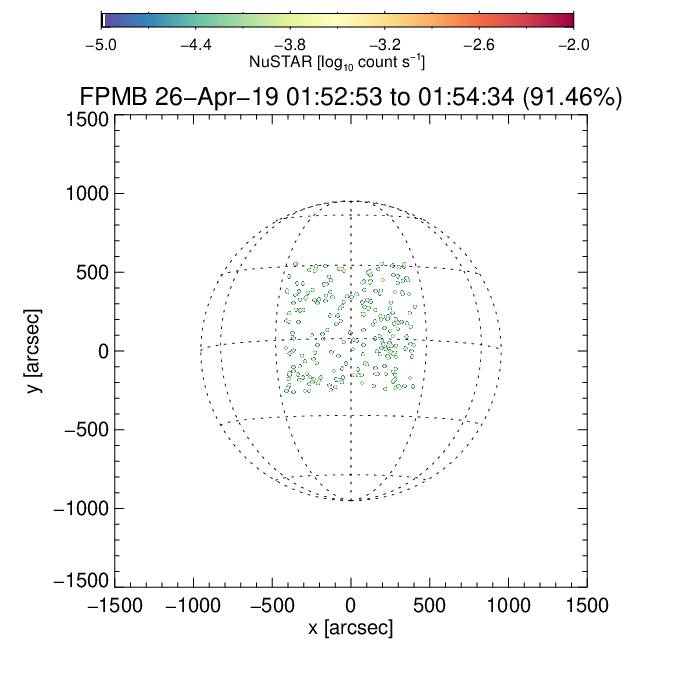 −5.0 −4.4 −3.8 −3.2 −2.6 −2.0
NuSTAR [log₁₀ count s⁻¹]
FPMB 26−Apr−19 01:52:53 to 01:54:34 (91.46%)
1500
1000
500
0
−500
−1000
−1500
y [arcsec]
−1500 −1000 −500 0 500 1000 1500
x [arcsec]